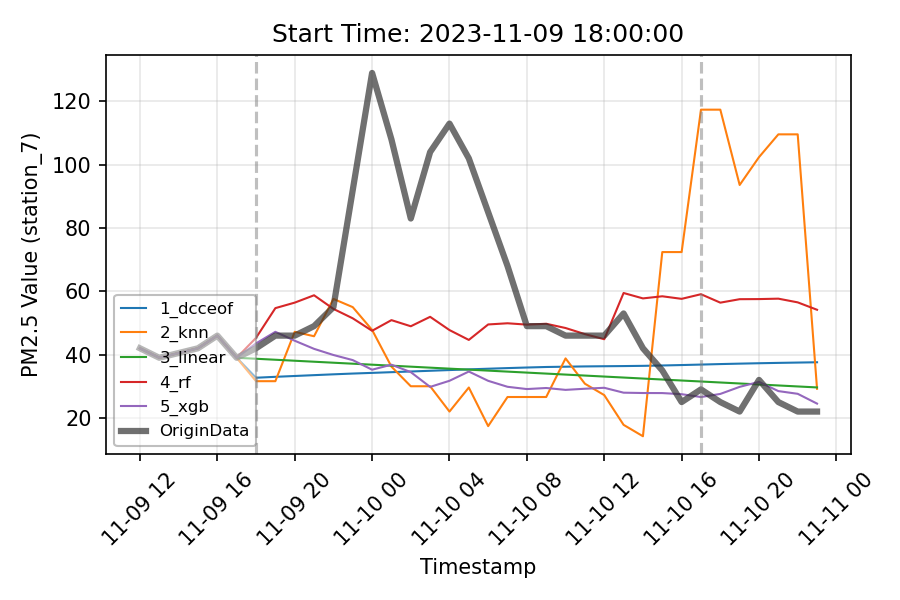 Start Time: 2023-11-09 18:00:00
PM2.5 Value (station_7)
120
100
80
60
40
20
1_dcceof
2_knn
3_linear
4_rf
5_xgb
OriginData
11-09 12
11-09 16
11-09 20
11-10 00
11-10 04
11-10 08
11-10 12
11-10 16
11-10 20
11-11 00
Timestamp